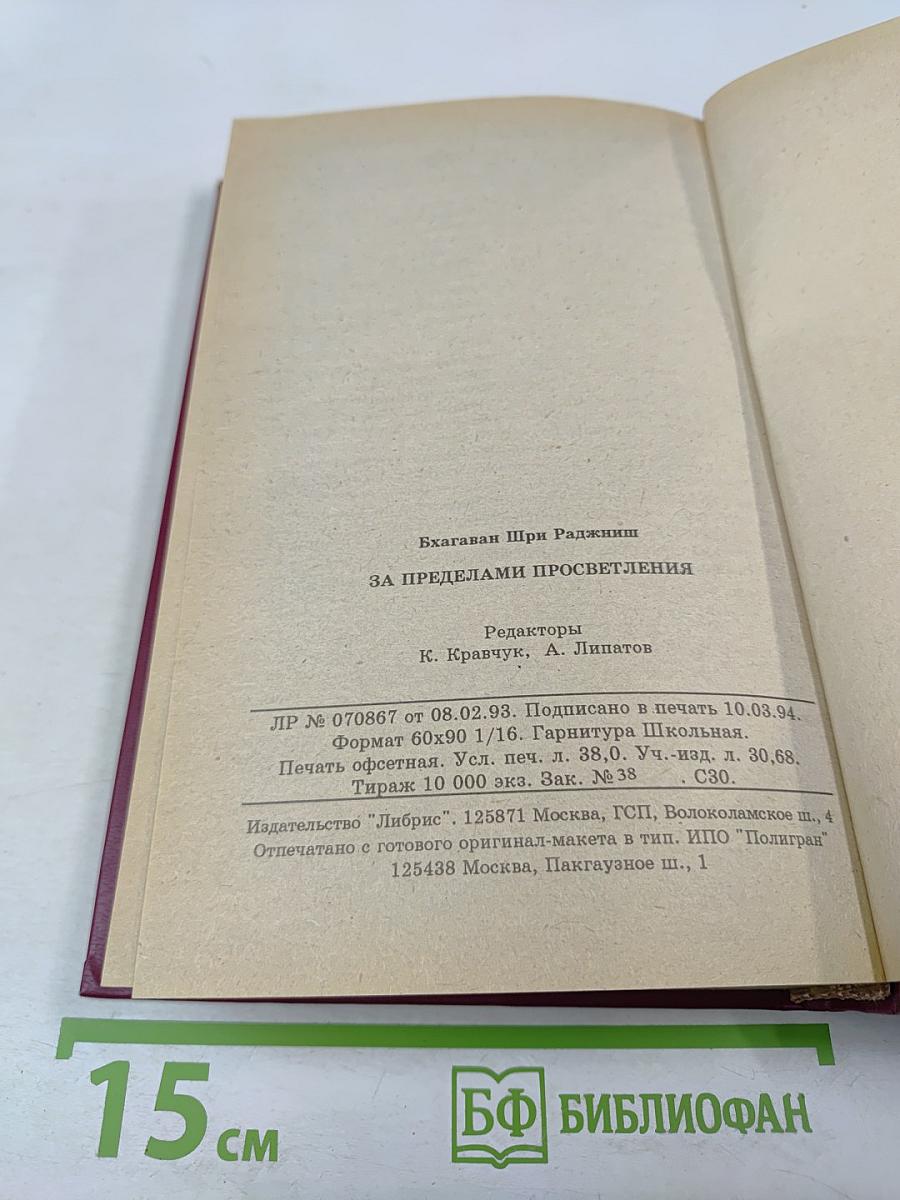 Бхагаван Шри Раджниш
ЗА ПРЕДЕЛАМИ ПРОСВЕТЛЕНИЯ
Редакторы
К. Кравчук, А. Липатов
ЛР № 070867 от 08.02.93. Подписано в печать 10.03.94.
Формат 60х90 1/16. Гарнитура Школьная.
Печать офсетная. Усл. печ. л. 38,0. Уч.-изд. л. 30,68.
Тираж 10 000 экз. Зак. № 38 . С30.
Издательство "Либрис". 125871 Москва, ГСП, Волоколамское ш., 4
Отпечатано с готового оригинал-макета в тип. ИПО "Полигран"
125438 Москва, Пакгаузное ш., 1
15 см
БФ БИБЛИОФАН